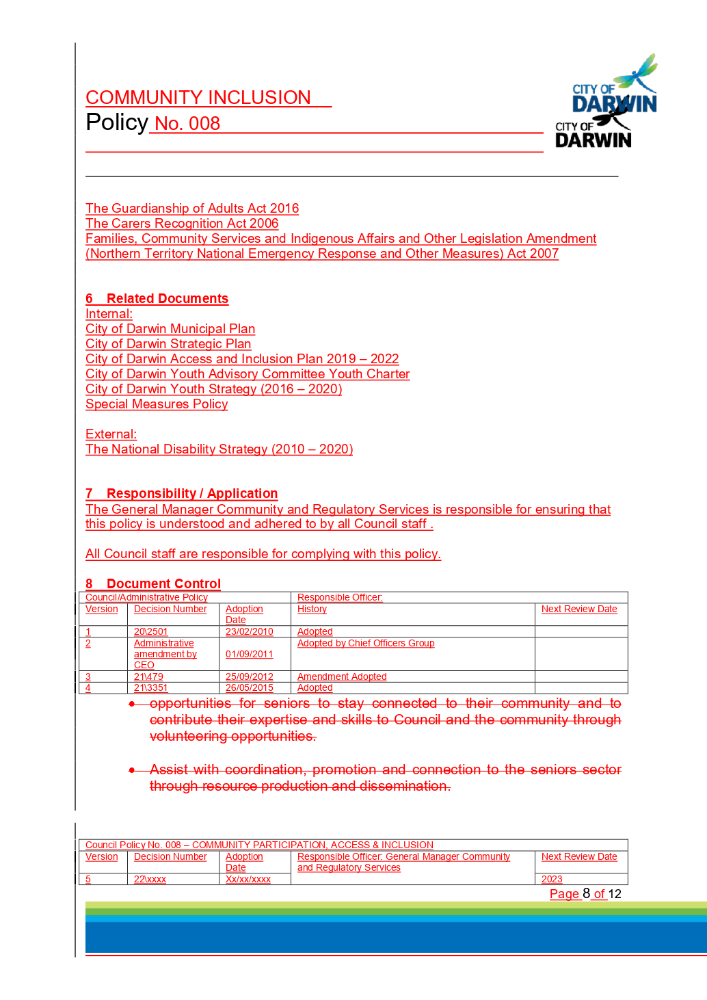 COMMUNITY INCLUSION
Policy No. 008
CITY OF
DARWIN
CITY OF
DARWIN
The Guardianship of Adults Act 2016
The Carers Recognition Act 2006
Families, Community Services and Indigenous Affairs and Other Legislation Amendment
(Northern Territory National Emergency Response and Other Measures) Act 2007
6 Related Documents
Internal:
City of Darwin Municipal Plan
City of Darwin Strategic Plan
City of Darwin Access and Inclusion Plan 2019 – 2022
City of Darwin Youth Advisory Committee Youth Charter
City of Darwin Youth Strategy (2016 – 2020)
Special Measures Policy
External:
The National Disability Strategy (2010 – 2020)
7 Responsibility / Application
The General Manager Community and Regulatory Services is responsible for ensuring that
this policy is understood and adhered to by all Council staff .
All Council staff are responsible for complying with this policy.
8 Document Control
Council/Administrative Policy Responsible Officer:
Version Decision Number Adoption Date History Next Review Date
1 20\2501 23/02/2010 Adopted
2 Administrative amendment by CEO 01/09/2011 Adopted by Chief Officers Group
3 21\479 25/09/2012 Amendment Adopted
4 21\3351 26/05/2015 Adopted
• opportunities for seniors to stay connected to their community and to
contribute their expertise and skills to Council and the community through
volunteering opportunities.
• Assist with coordination, promotion and connection to the seniors sector
through resource production and dissemination.
Council Policy No. 008 – COMMUNITY PARTICIPATION, ACCESS & INCLUSION
Version Decision Number Adoption Date Responsible Officer: General Manager Community and Regulatory Services Next Review Date
5 22\xxxx Xx/xx/xxxx 2023
Page 8 of 12